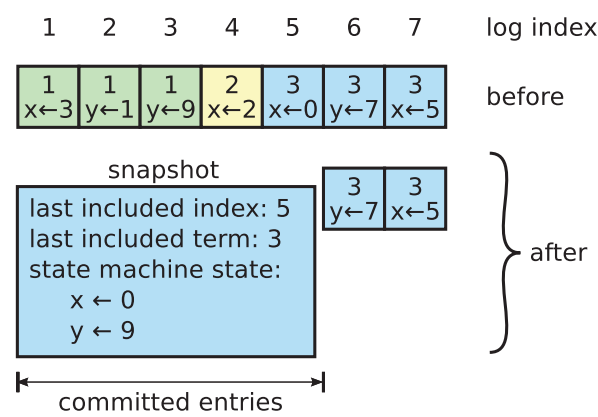 1 2 3 4 5 6 7 log index
1 1 1 2 3 3 3
x←3 y←1 y←9 x←2 x←0 y←7 x←5 before
snapshot
3 3
y←7 x←5
last included index: 5
last included term: 3
state machine state:
x ← 0
y ← 9
after
committed entries